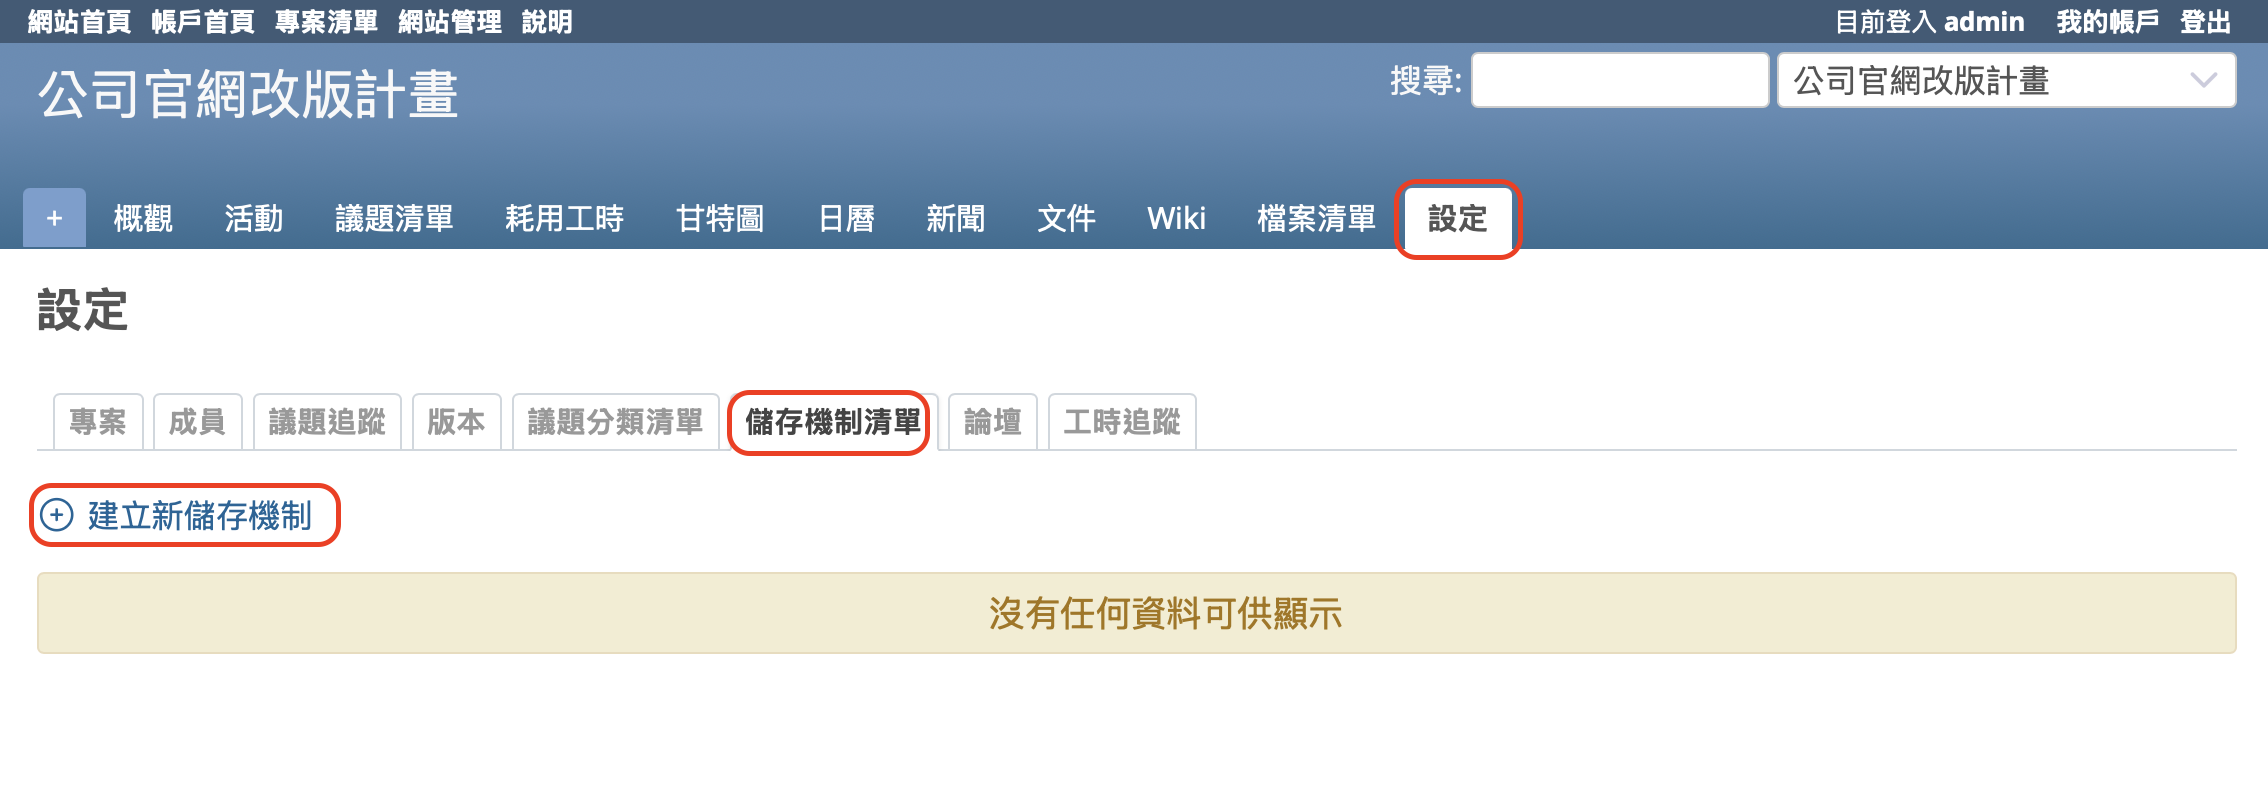 網站首頁 帳戶首頁 專案清單 網站管理 說明 目前登入 admin 我的帳戶 登出
公司官網改版計畫 搜尋: 公司官網改版計畫
+ 概觀 活動 議題清單 耗用工時 甘特圖 日曆 新聞 文件 Wiki 檔案清單 設定
設定
專案 成員 議題追蹤 版本 議題分類清單 儲存機制清單 論壇 工時追蹤
建立新儲存機制
沒有任何資料可供顯示